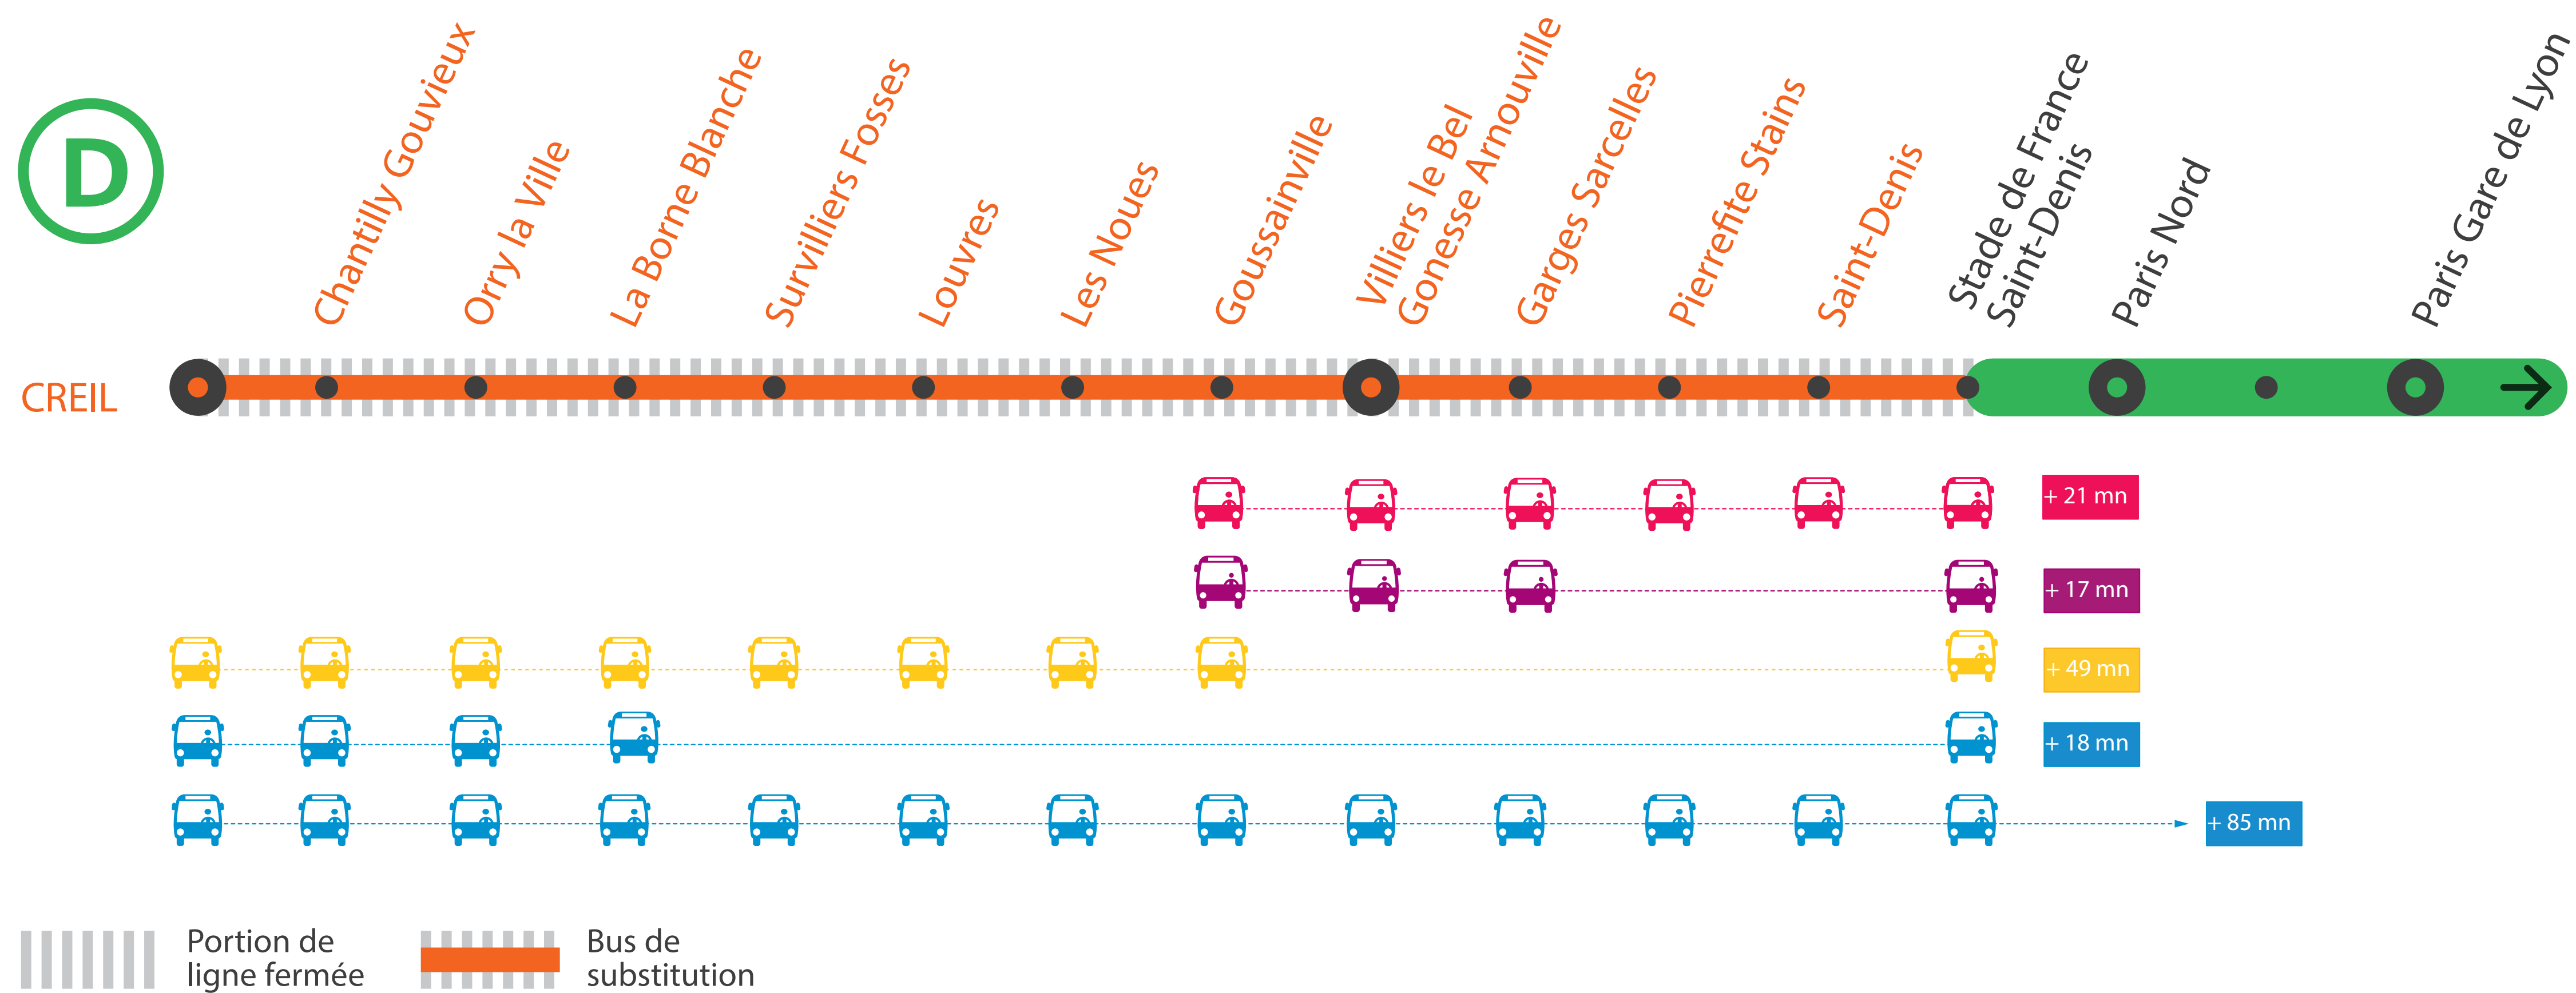 D
CREIL
Chantilly Gouvieux
Orry la Ville
La Borne Blanche
Survilliers Fosses
Louvres
Les Noues
Goussainville
Villiers le Bel
Gonesse Arnouville
Garges Sarcelles
Pierrefite Stains
Saint-Denis
Stade de France
Saint-Denis
Paris Nord
Paris Gare de Lyon
+ 21 mn
+ 17 mn
+ 49 mn
+ 18 mn
+ 85 mn
Portion de
ligne fermée
Bus de
substitution